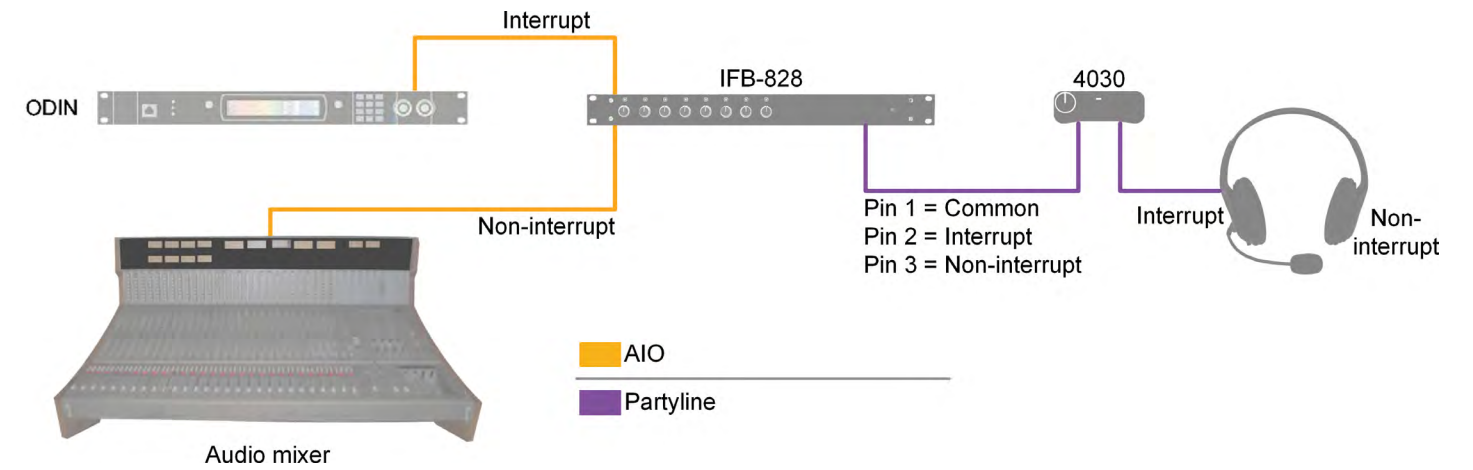 Interrupt
ODIN
IFB-828
4030
Non-interrupt
Pin 1 = Common
Pin 2 = Interrupt
Pin 3 = Non-interrupt
Interrupt
Non-
interrupt
AIO
Partyline
Audio mixer